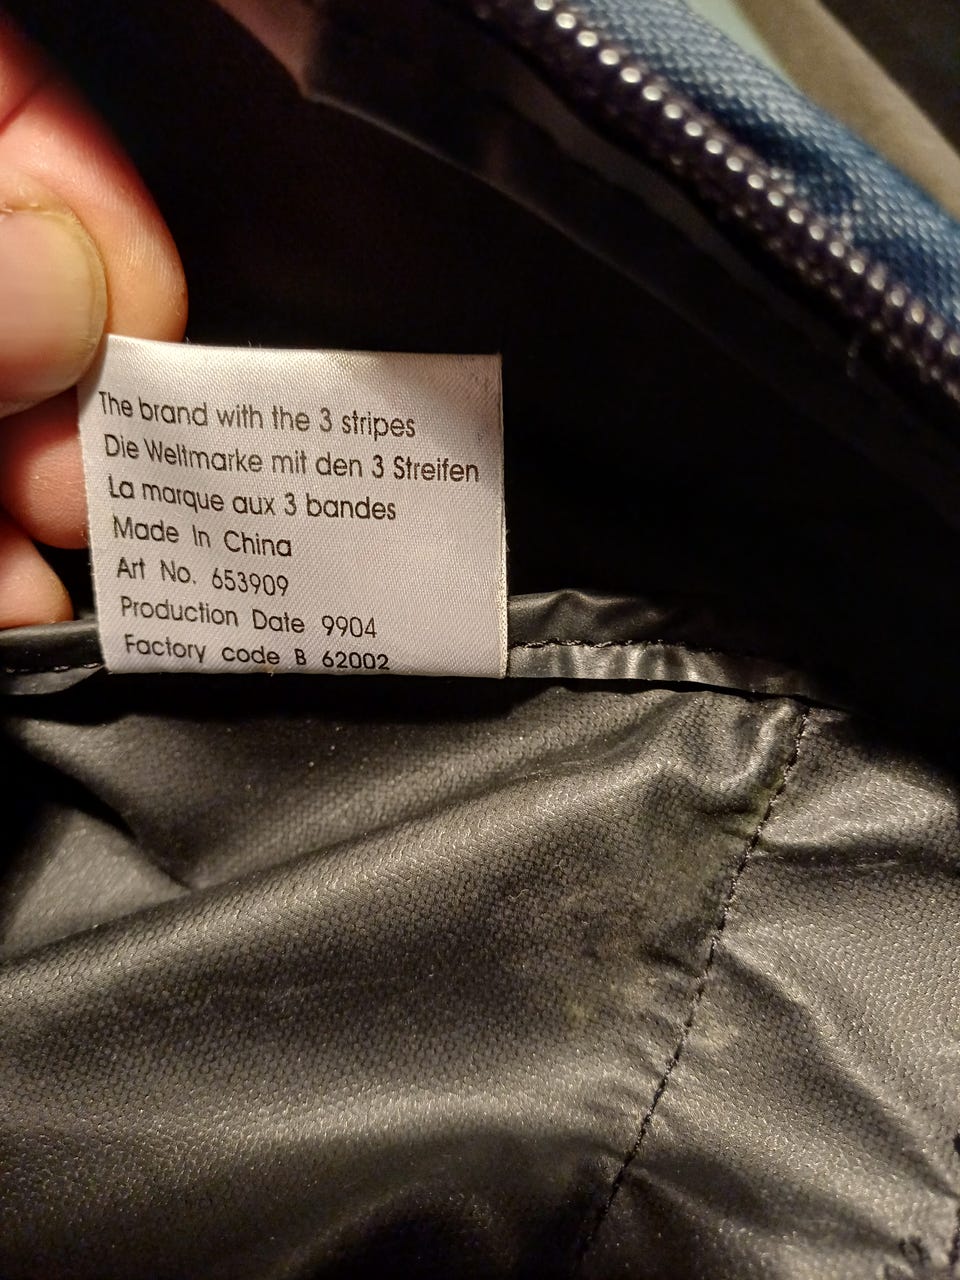 The brand with the 3 stripes
Die Weltmarke mit den 3 Streifen
La marque aux 3 bandes
Made In China
Art No. 653909
Production Date 9904
Factory code B 62002